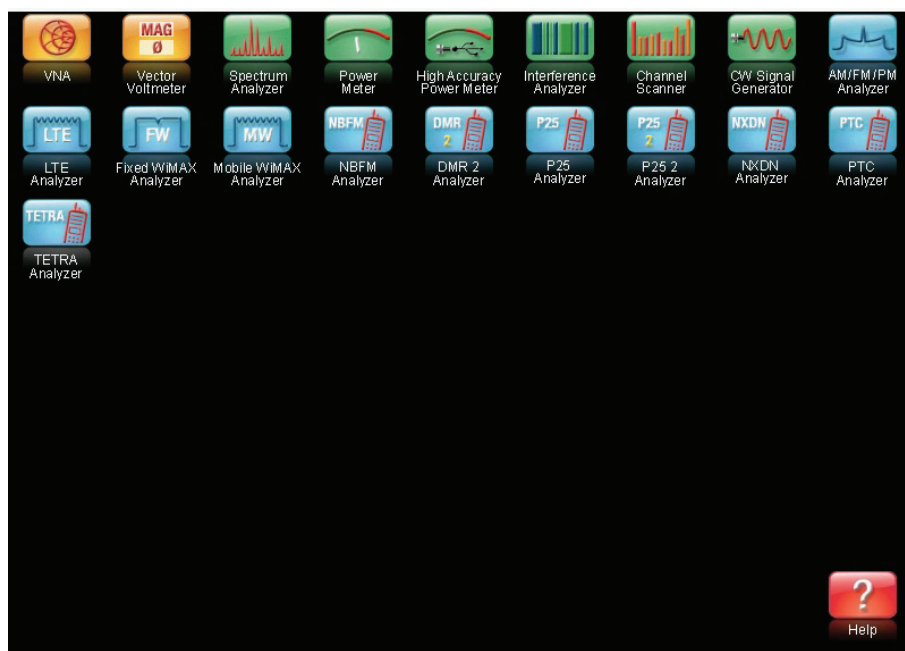 VNA
MAG
Ø
Vector
Voltmeter
Spectrum
Analyzer
Power
Meter
High Accuracy
Power Meter
Interference
Analyzer
Channel
Scanner
CW Signal
Generator
AM/FM/PM
Analyzer
LTE
LTE
Analyzer
FW
Fixed WiMAX
Analyzer
MW
Mobile WiMAX
Analyzer
NBFM
NBFM
Analyzer
DMR
2
DMR 2
Analyzer
P25
P25
Analyzer
P25
2
P25 2
Analyzer
NXDN
NXDN
Analyzer
PTC
PTC
Analyzer
TETRA
TETRA
Analyzer
?
Help